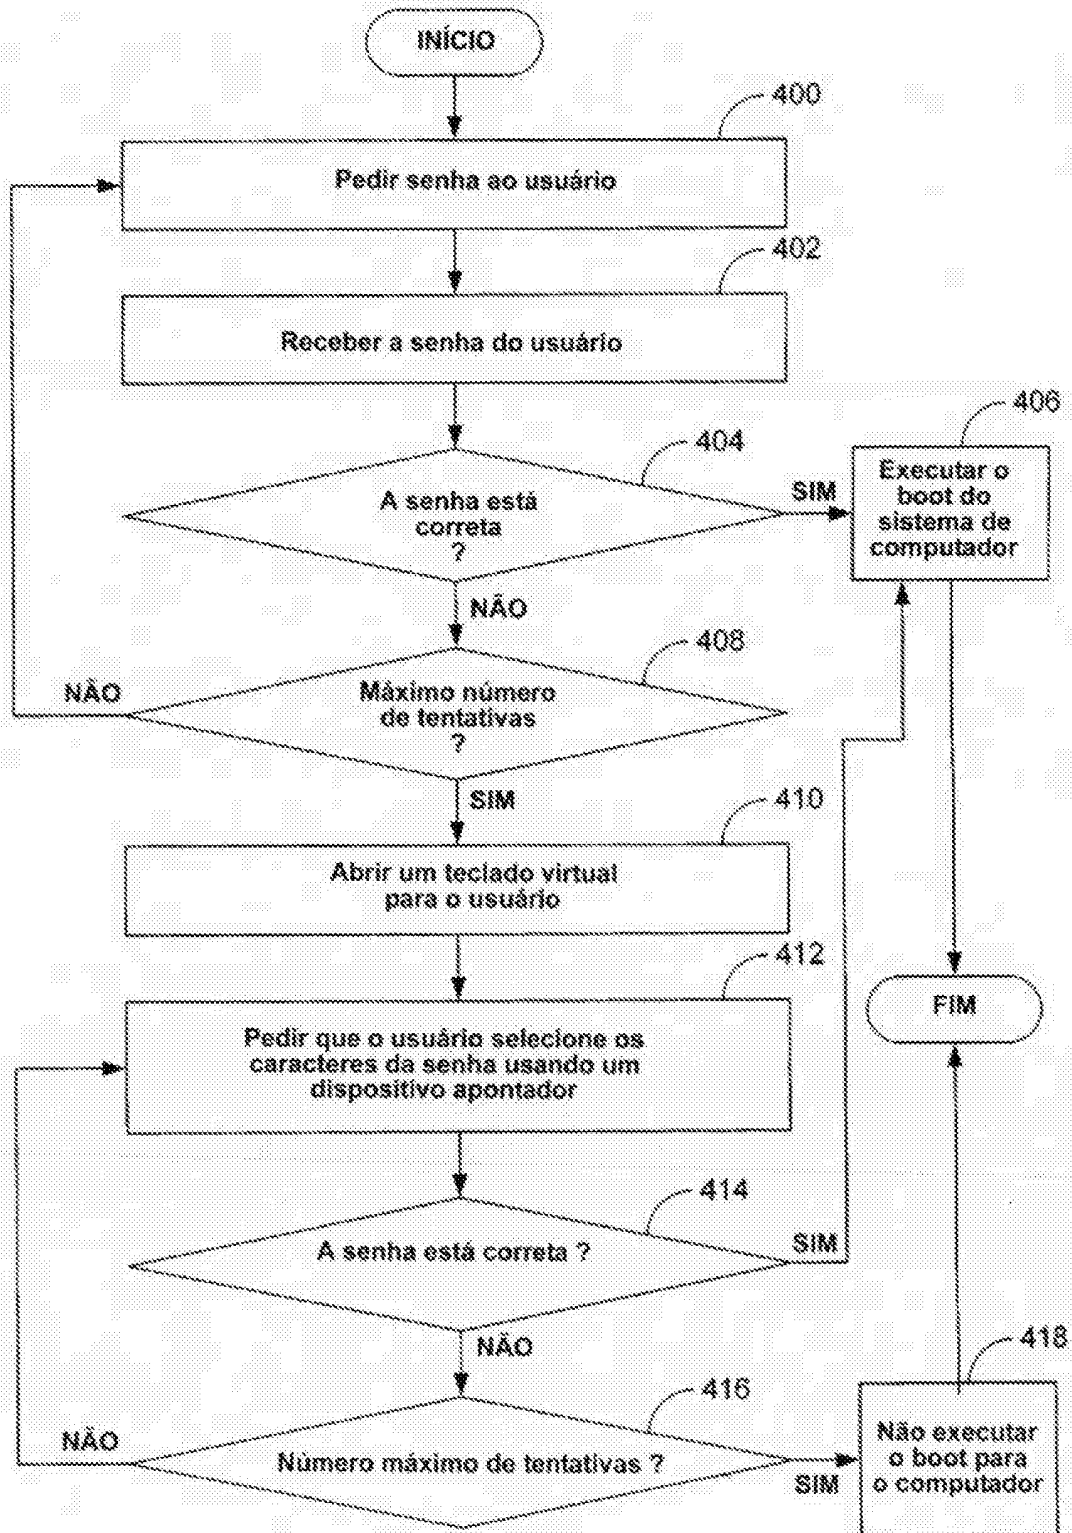 INÍCIO
400
Pedir senha ao usuário
402
Receber a senha do usuário
404
A senha está
correta
?
SIM
406
Executar o
boot do
sistema de
computador
NÃO
408
Máximo número
de tentativas
?
NÃO
SIM
410
Abrir um teclado virtual
para o usuário
412
Pedir que o usuário selecione os
caracteres da senha usando um
dispositivo apontador
FIM
414
A senha está correta ?
SIM
NÃO
416
Número máximo de tentativas ?
NÃO
SIM
418
Não executar
o boot para
o computador